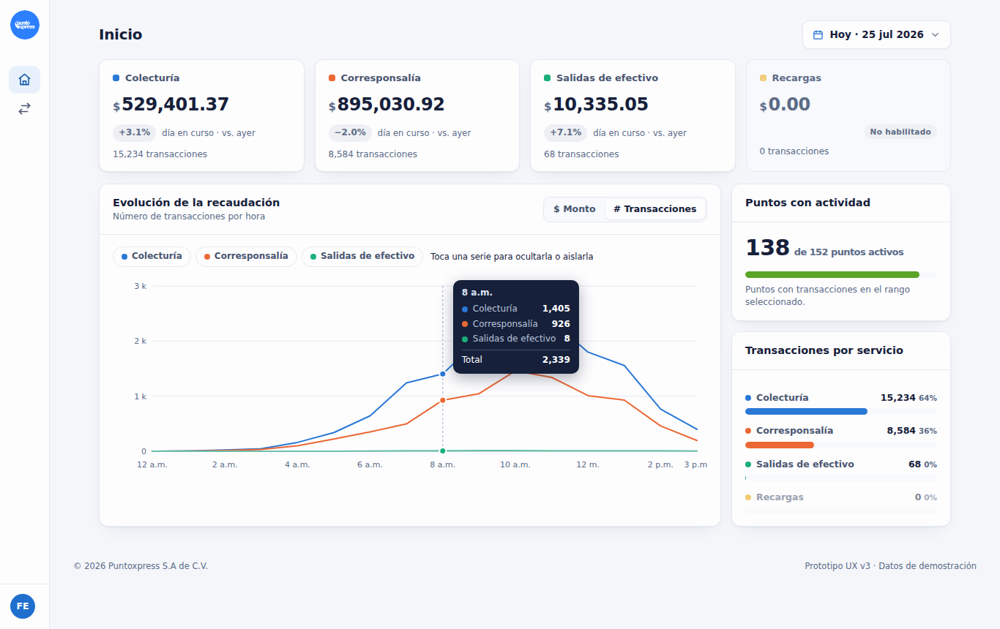 punto
xpress
Inicio
Hoy · 25 jul 2026
Colecturía
$529,401.37
+3.1% día en curso · vs. ayer
15,234 transacciones
Corresponsalía
$895,030.92
−2.0% día en curso · vs. ayer
8,584 transacciones
Salidas de efectivo
$10,335.05
+7.1% día en curso · vs. ayer
68 transacciones
Recargas
$0.00
No habilitado
0 transacciones
Evolución de la recaudación
Número de transacciones por hora
$ Monto # Transacciones
Colecturía Corresponsalía Salidas de efectivo Toca una serie para ocultarla o aislarla
3 k
2 k
1 k
0
12 a.m. 2 a.m. 4 a.m. 6 a.m. 8 a.m. 10 a.m. 12 m. 2 p.m. 3 p.m
8 a.m.
Colecturía 1,405
Corresponsalía 926
Salidas de efectivo 8
Total 2,339
Puntos con actividad
138 de 152 puntos activos
Puntos con transacciones en el rango
seleccionado.
Transacciones por servicio
Colecturía 15,234 64%
Corresponsalía 8,584 36%
Salidas de efectivo 68 0%
Recargas 0 0%
© 2026 Puntoxpress S.A de C.V.
Prototipo UX v3 · Datos de demostración
FE